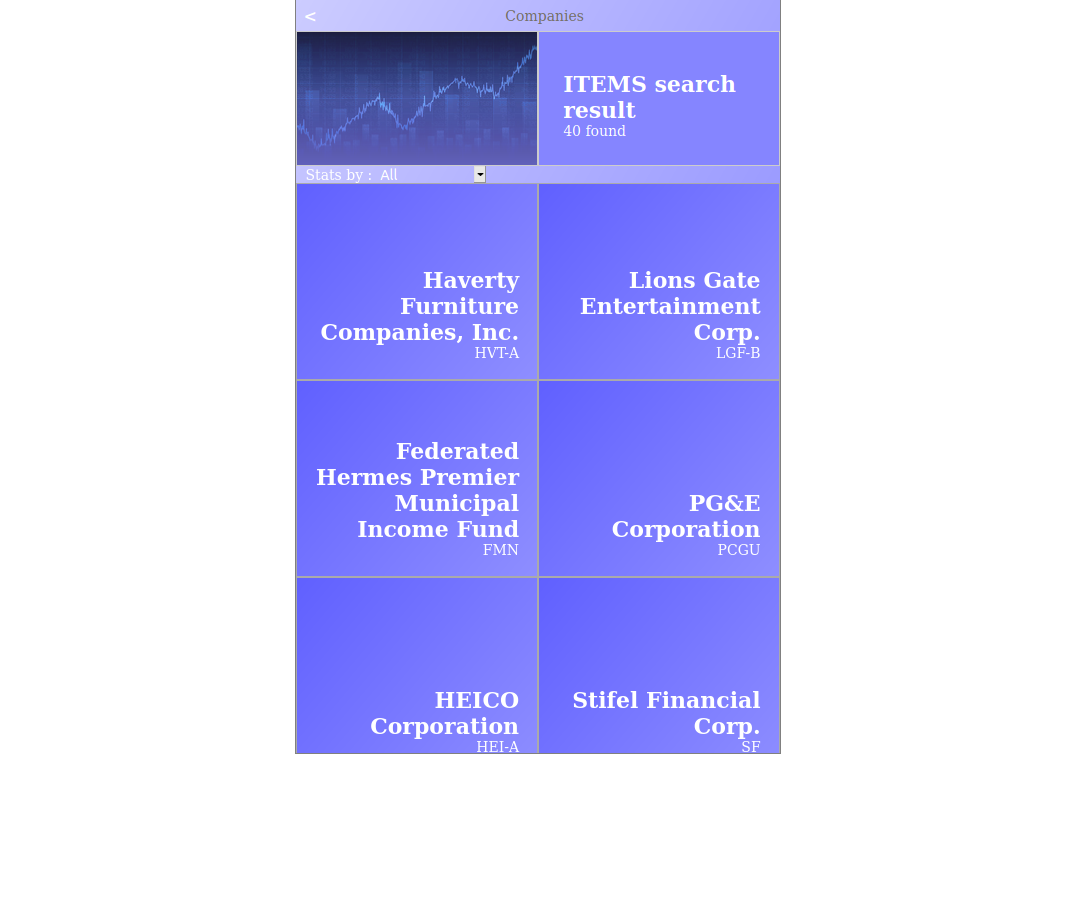 < Companies
ITEMS search
result
40 found
Stats by : All
Haverty
Furniture
Companies, Inc.
HVT-A
Lions Gate
Entertainment
Corp.
LGF-B
Federated
Hermes Premier
Municipal
Income Fund
FMN
PG&E
Corporation
PCGU
HEICO
Corporation
HEI-A
Stifel Financial
Corp.
SF